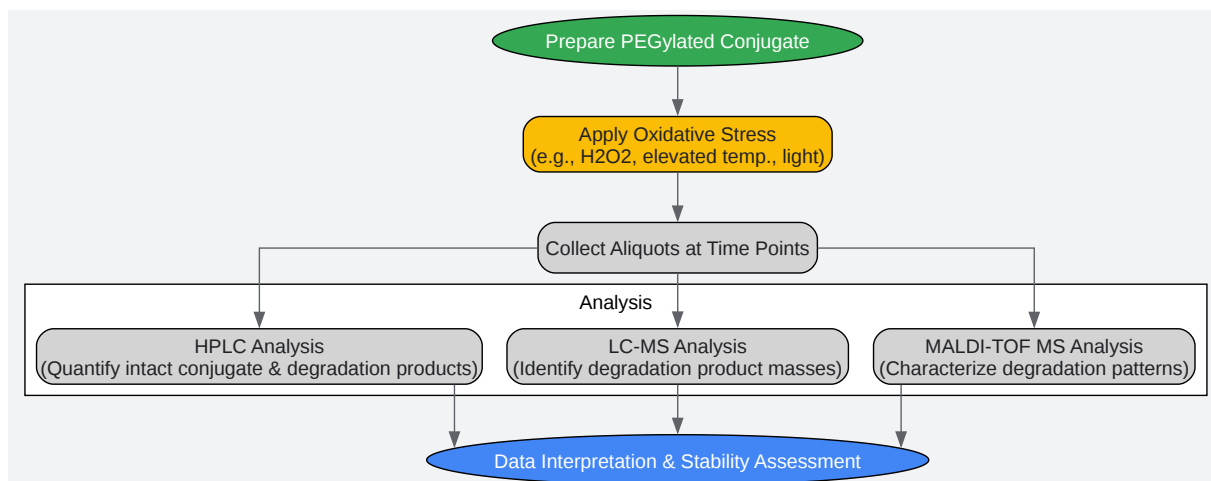 Prepare PEGylated Conjugate
Apply Oxidative Stress
(e.g., H2O2, elevated temp., light)
Collect Aliquots at Time Points
Analysis
HPLC Analysis
(Quantify intact conjugate & degradation products)
LC-MS Analysis
(Identify degradation product masses)
MALDI-TOF MS Analysis
(Characterize degradation patterns)
Data Interpretation & Stability Assessment